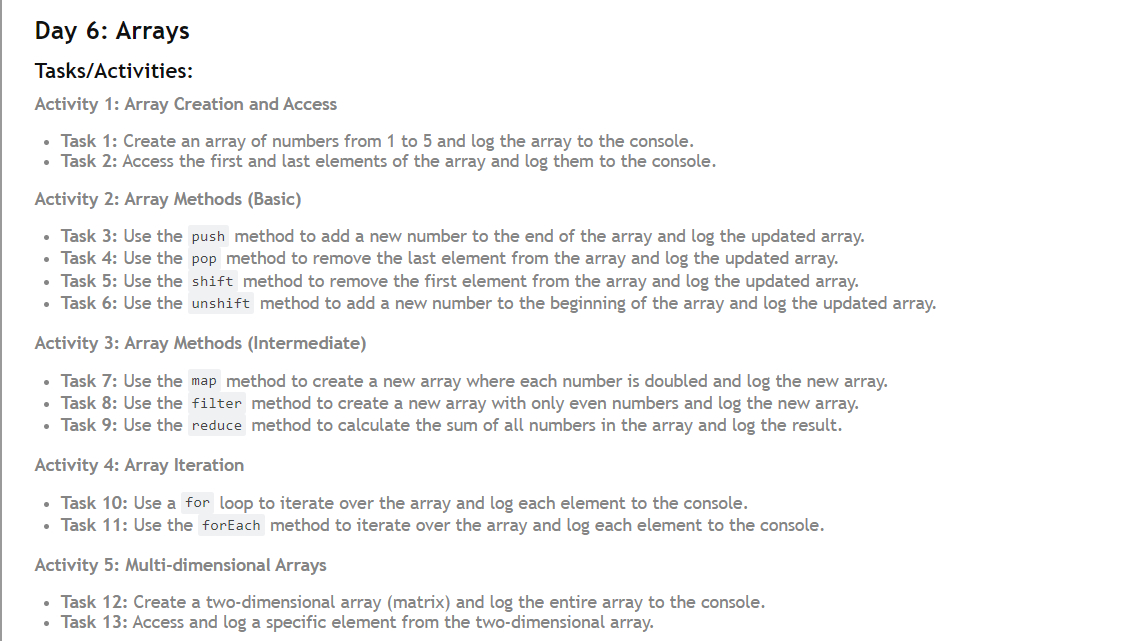 Day 6: Arrays
Tasks/Activities:
Activity 1: Array Creation and Access
• Task 1: Create an array of numbers from 1 to 5 and log the array to the console.
• Task 2: Access the first and last elements of the array and log them to the console.
Activity 2: Array Methods (Basic)
• Task 3: Use the push method to add a new number to the end of the array and log the updated array.
• Task 4: Use the pop method to remove the last element from the array and log the updated array.
• Task 5: Use the shift method to remove the first element from the array and log the updated array.
• Task 6: Use the unshift method to add a new number to the beginning of the array and log the updated array.
Activity 3: Array Methods (Intermediate)
• Task 7: Use the map method to create a new array where each number is doubled and log the new array.
• Task 8: Use the filter method to create a new array with only even numbers and log the new array.
• Task 9: Use the reduce method to calculate the sum of all numbers in the array and log the result.
Activity 4: Array Iteration
• Task 10: Use a for loop to iterate over the array and log each element to the console.
• Task 11: Use the forEach method to iterate over the array and log each element to the console.
Activity 5: Multi-dimensional Arrays
• Task 12: Create a two-dimensional array (matrix) and log the entire array to the console.
• Task 13: Access and log a specific element from the two-dimensional array.